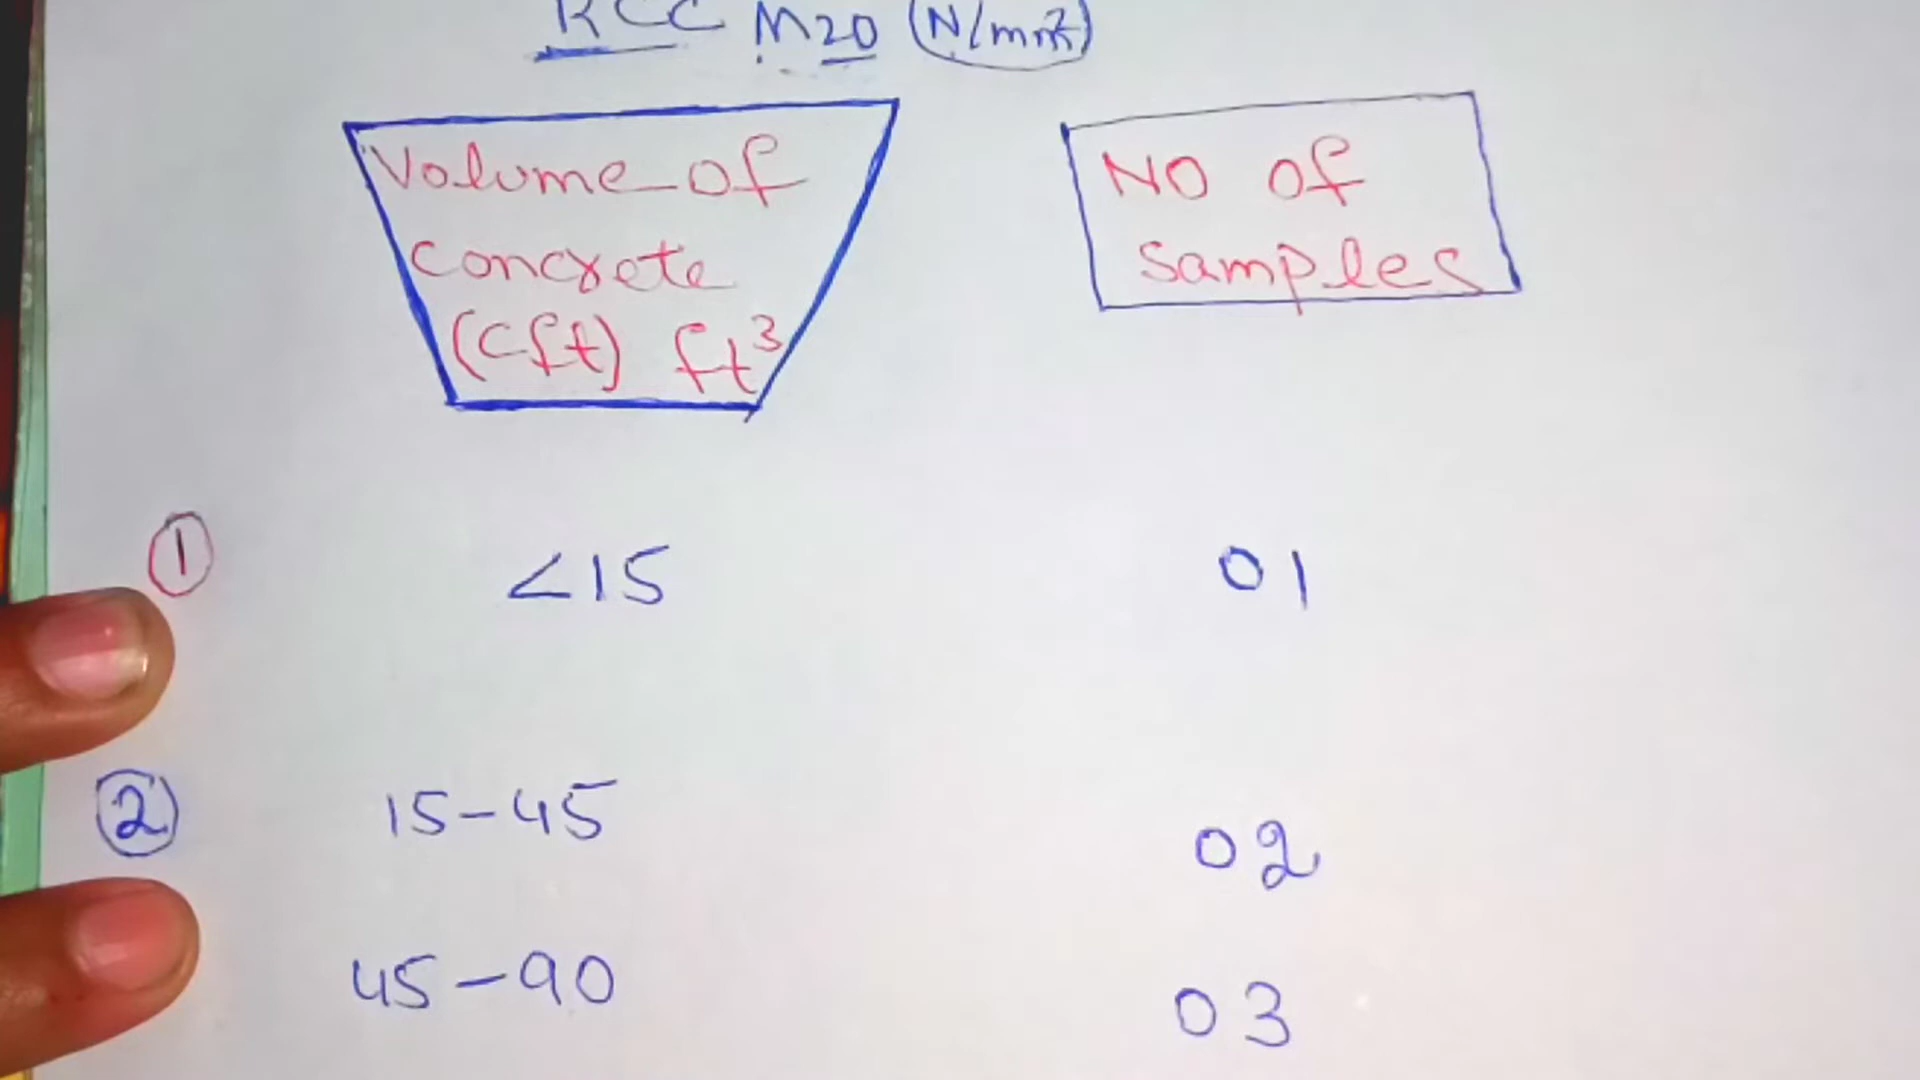 RCC M20 (N/mm²)
Volume of
concrete
(Cft) ft³
NO of
samples
① <15 01
② 15-45 02
45-90 03